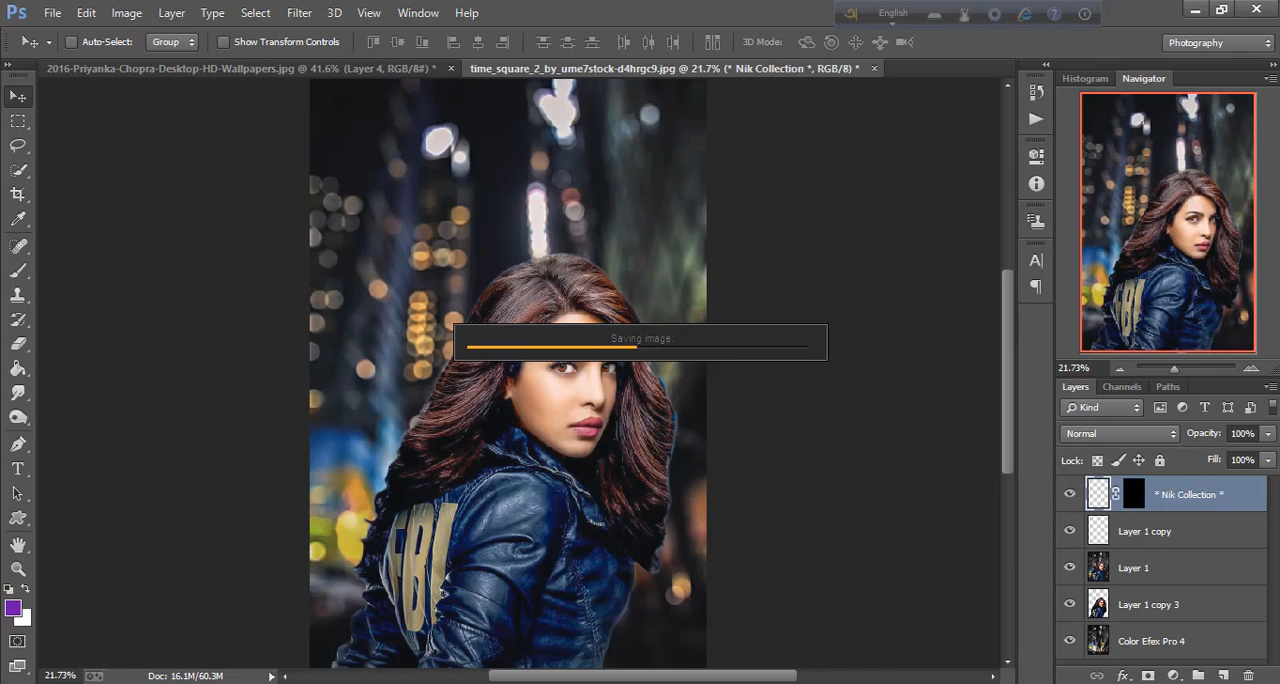 Ps File Edit Image Layer Type Select Filter 3D View Window Help
English
Auto-Select: Group Show Transform Controls 3D Mode: Photography
2016-Priyanka-Chopra-Desktop-HD-Wallpapers.jpg @ 41.6% (Layer 4, RGB/8#) * × time_square_2_by_ume7stock-d4hrgc9.jpg @ 21.7% (* Nik Collection *, RGB/8) * ×
Histogram Navigator
Saving image.
21.73%
Layers Channels Paths
Kind
Normal Opacity: 100%
Lock: Fill: 100%
* Nik Collection *
Layer 1 copy
Layer 1
Layer 1 copy 3
Color Efex Pro 4
FBI
21.73% Doc: 16.1M/60.3M